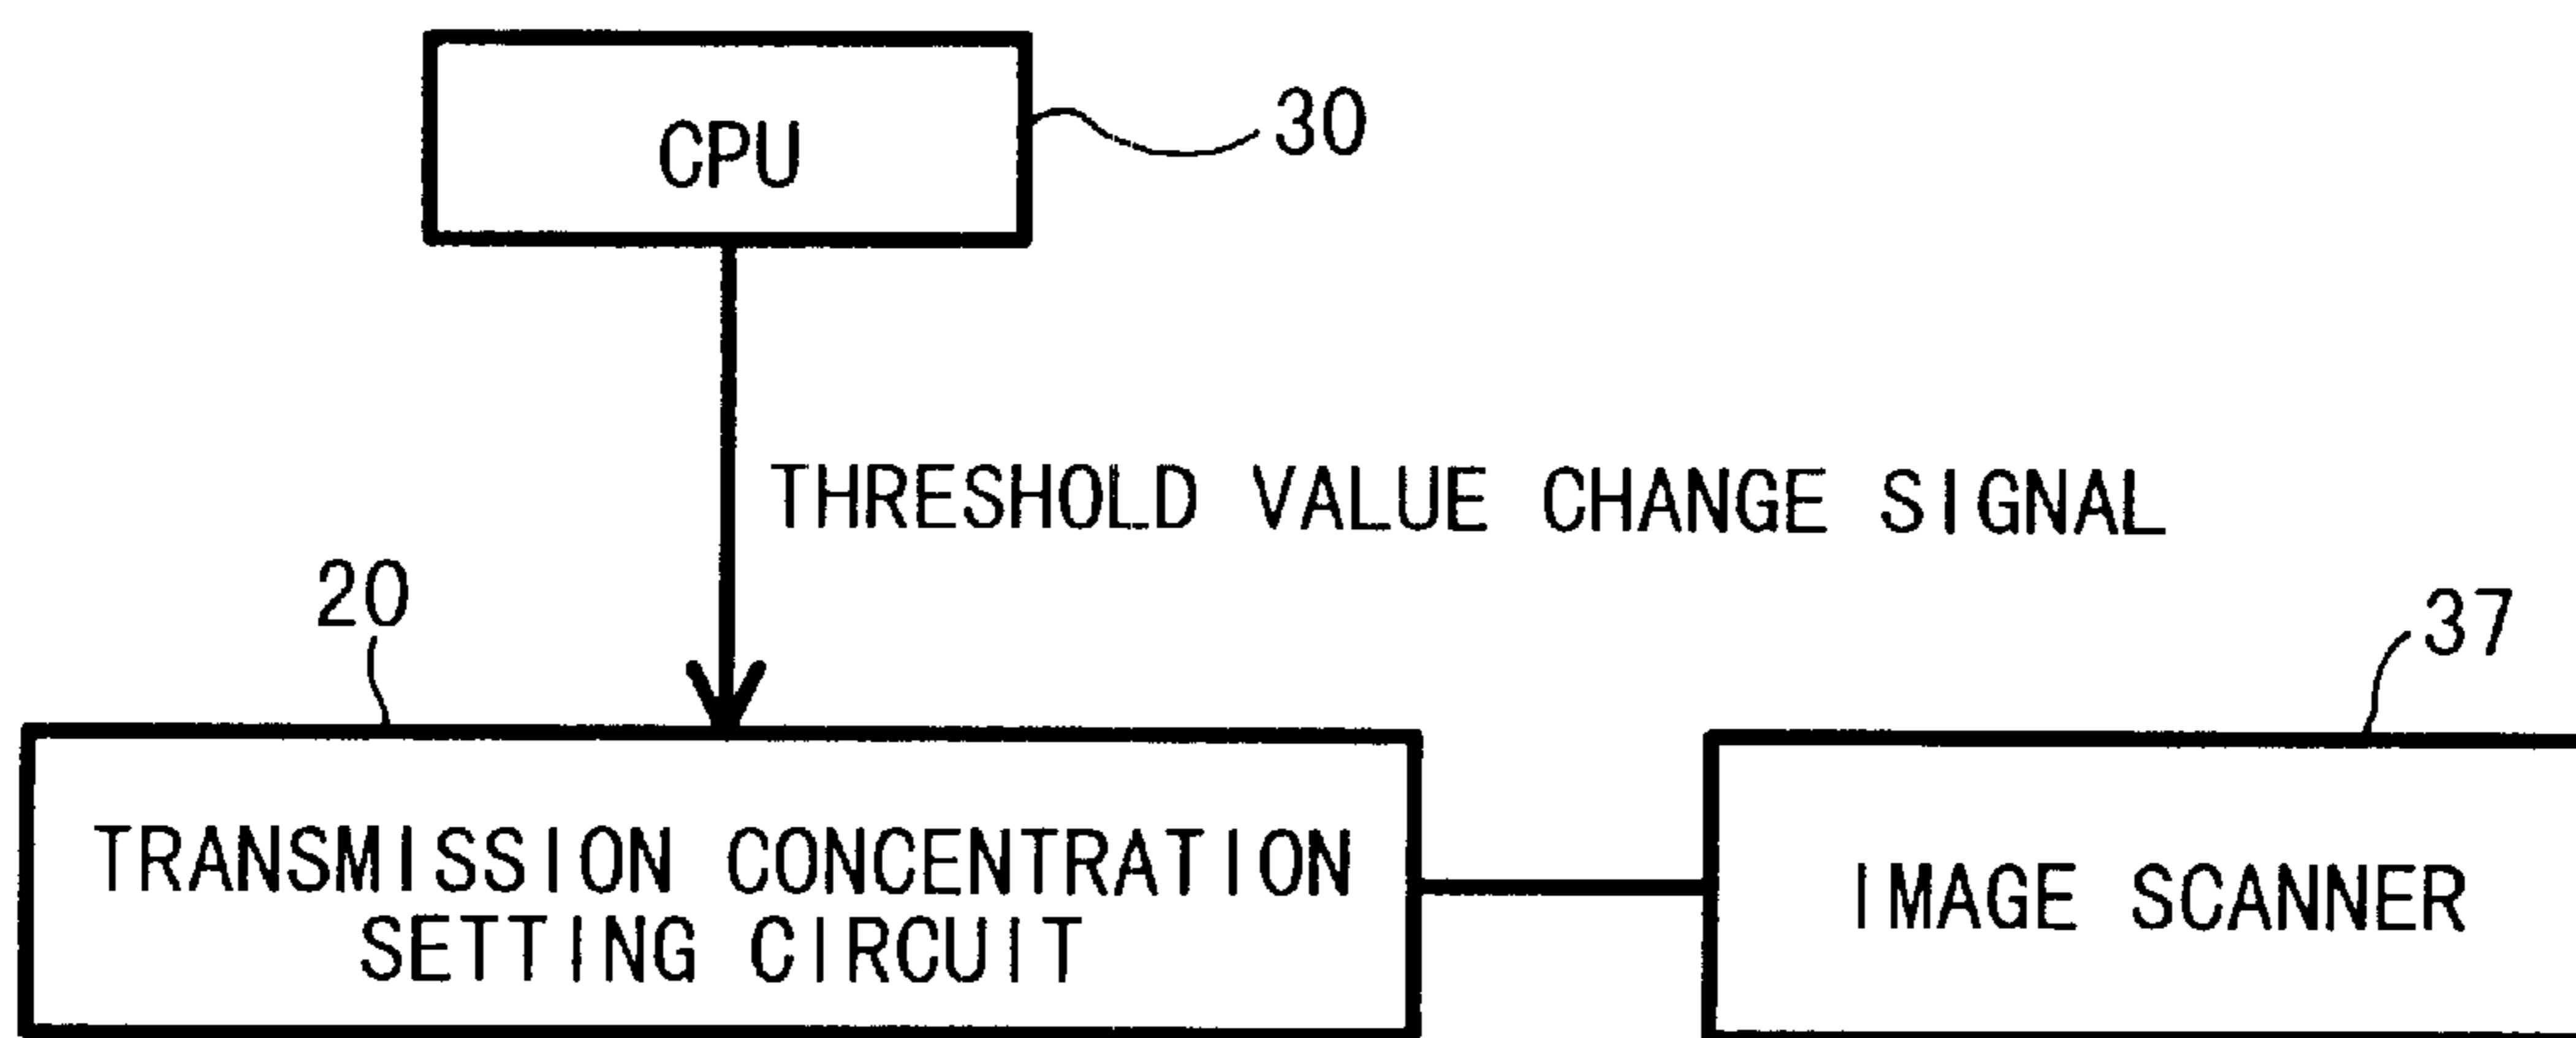 CPU
30
THRESHOLD VALUE CHANGE SIGNAL
20
37
TRANSMISSION CONCENTRATION
SETTING CIRCUIT
IMAGE SCANNER